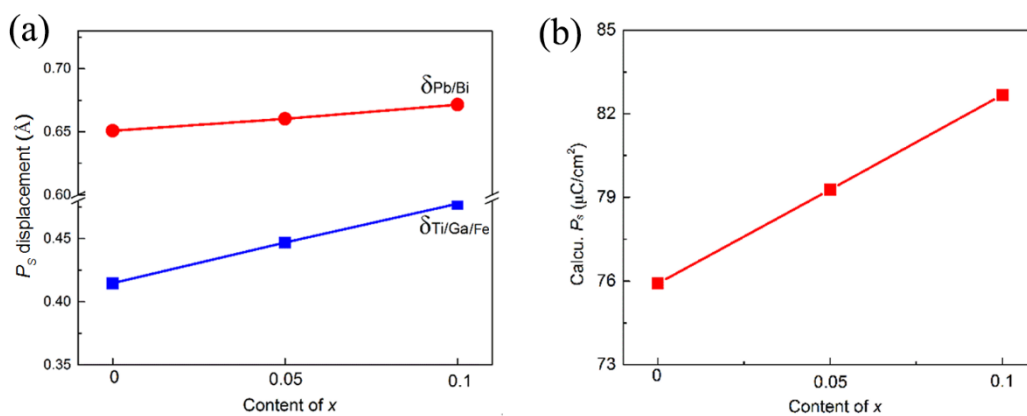 (a)
0.70
0.65
0.60
0.45
0.40
0.35
PS displacement (Å)
δPb/Bi
δTi/Ga/Fe
0
0.05
0.1
Content of x
(b)
85
82
79
76
73
Calcu. Ps (μC/cm²)
0
0.05
0.1
Content of x